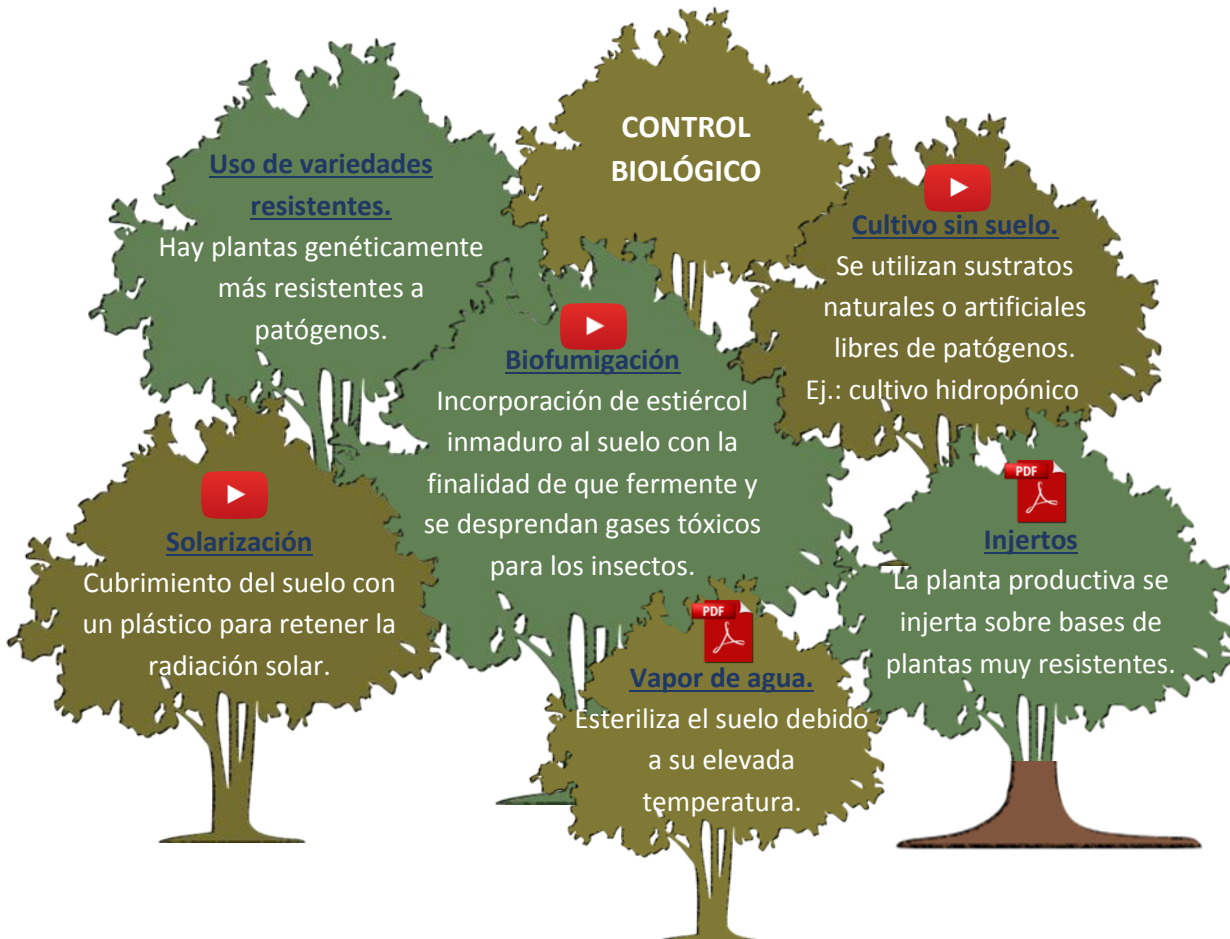 CONTROL
BIOLÓGICO
Uso de variedades
resistentes.
Hay plantas genéticamente
más resistentes a
patógenos.
Cultivo sin suelo.
Se utilizan sustratos
naturales o artificiales
libres de patógenos.
Ej.: cultivo hidropónico
Biofumigación
Incorporación de estiércol
inmaduro al suelo con la
finalidad de que fermente y
se desprendan gases tóxicos
para los insectos.
Solarización
Cubrimiento del suelo con
un plástico para retener la
radiación solar.
PDF
Injertos
La planta productiva se
injerta sobre bases de
plantas muy resistentes.
PDF
Vapor de agua.
Esteriliza el suelo debido
a su elevada
temperatura.